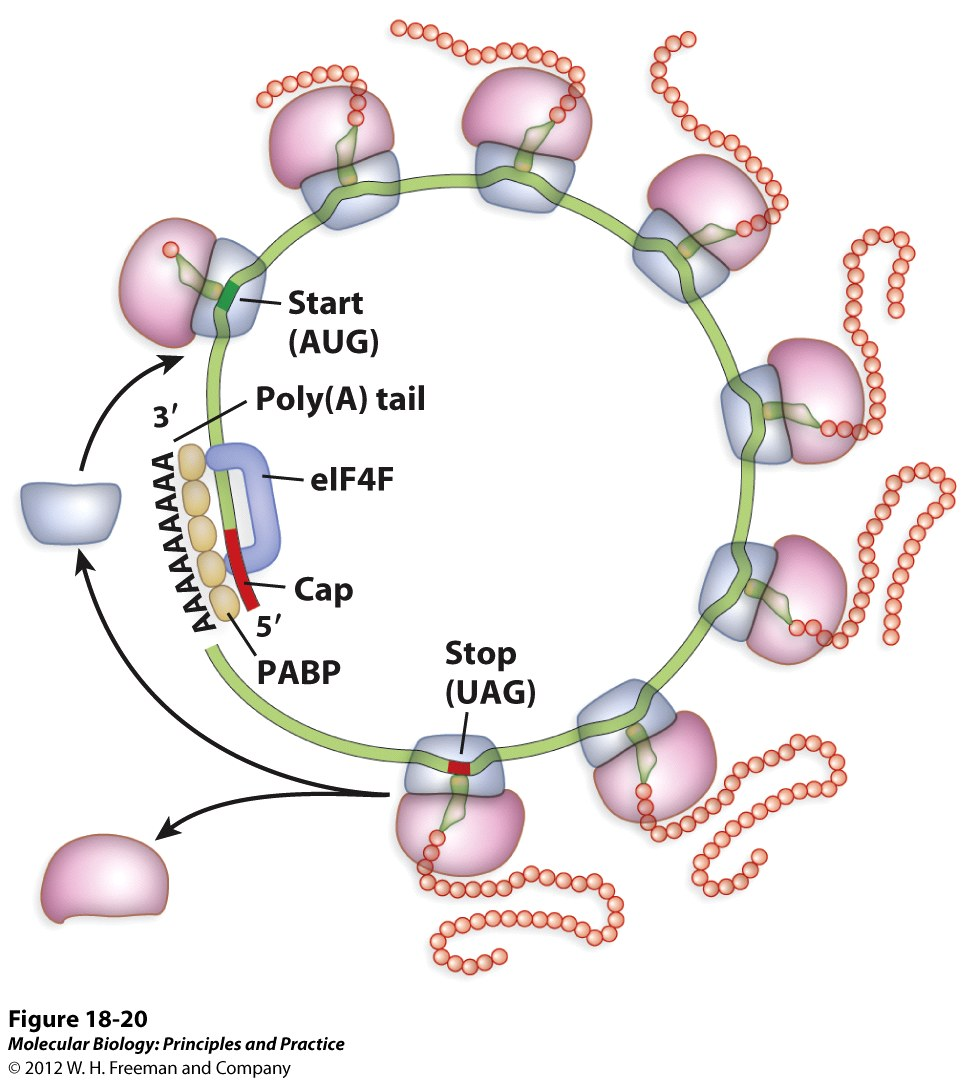 Start
(AUG)
3′
Poly(A) tail
AAAAAAAAA
eIF4F
Cap
5′
PABP
Stop
(UAG)
Figure 18-20
Molecular Biology: Principles and Practice
© 2012 W. H. Freeman and Company